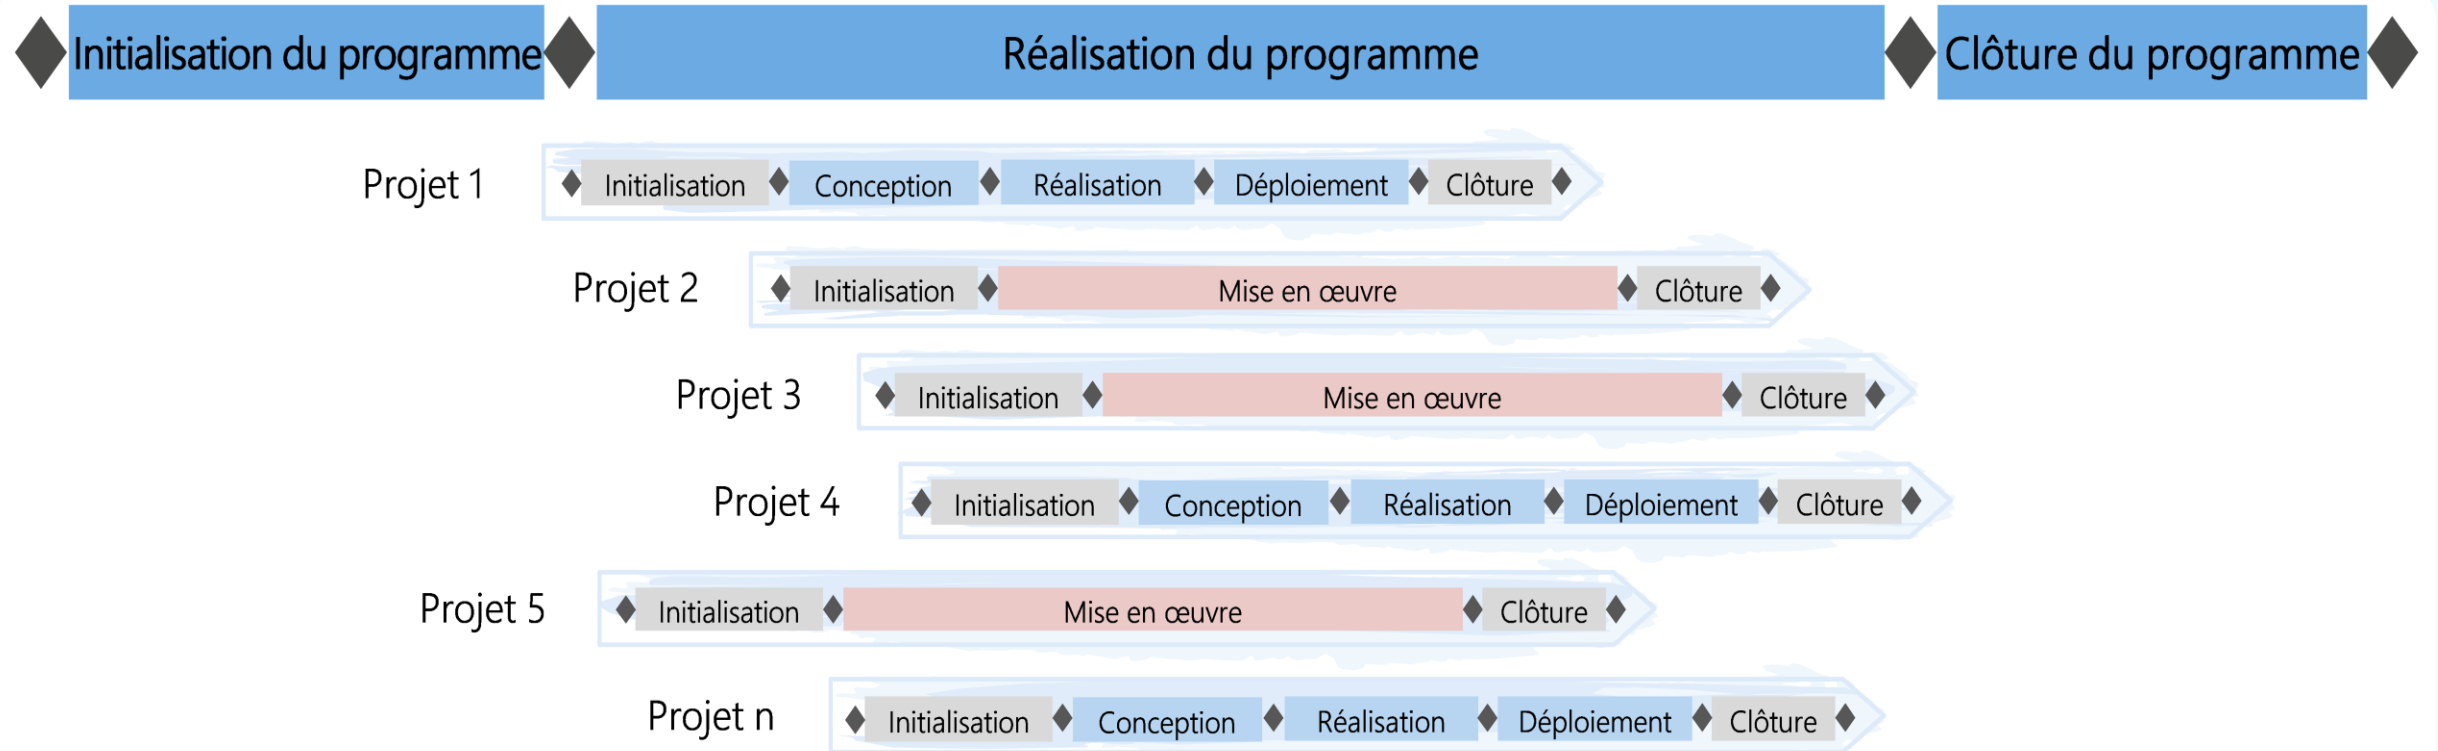 Initialisation du programme Réalisation du programme Clôture du programme
Projet 1 Initialisation Conception Réalisation Déploiement Clôture
Projet 2 Initialisation Mise en œuvre Clôture
Projet 3 Initialisation Mise en œuvre Clôture
Projet 4 Initialisation Conception Réalisation Déploiement Clôture
Projet 5 Initialisation Mise en œuvre Clôture
Projet n Initialisation Conception Réalisation Déploiement Clôture